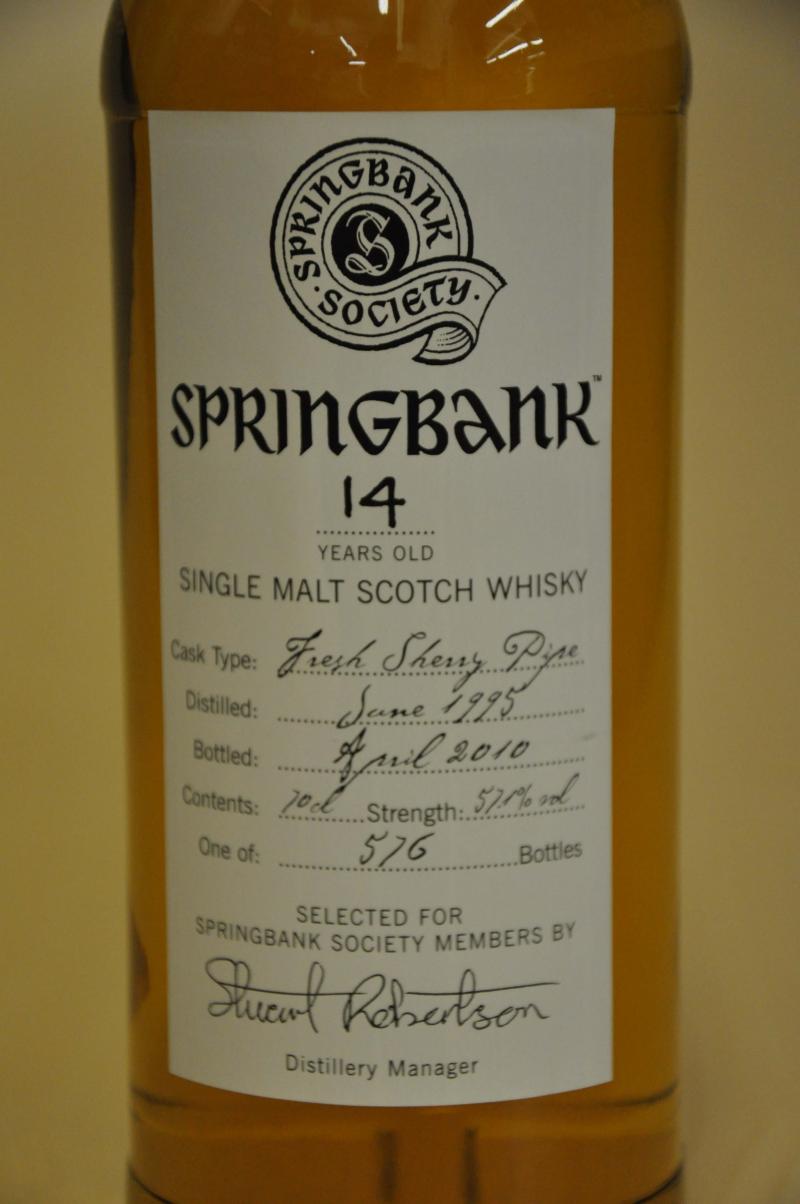 SPRINGBANK
S
· SOCIETY ·
SPRINGBANK™
14
YEARS OLD
SINGLE MALT SCOTCH WHISKY
Cask Type: Fresh Sherry Pipe
Distilled: June 1995
Bottled: April 2010
Contents: 70cl Strength: 57.1% vol
One of: 576 Bottles
SELECTED FOR
SPRINGBANK SOCIETY MEMBERS BY
Stuart Robertson
Distillery Manager